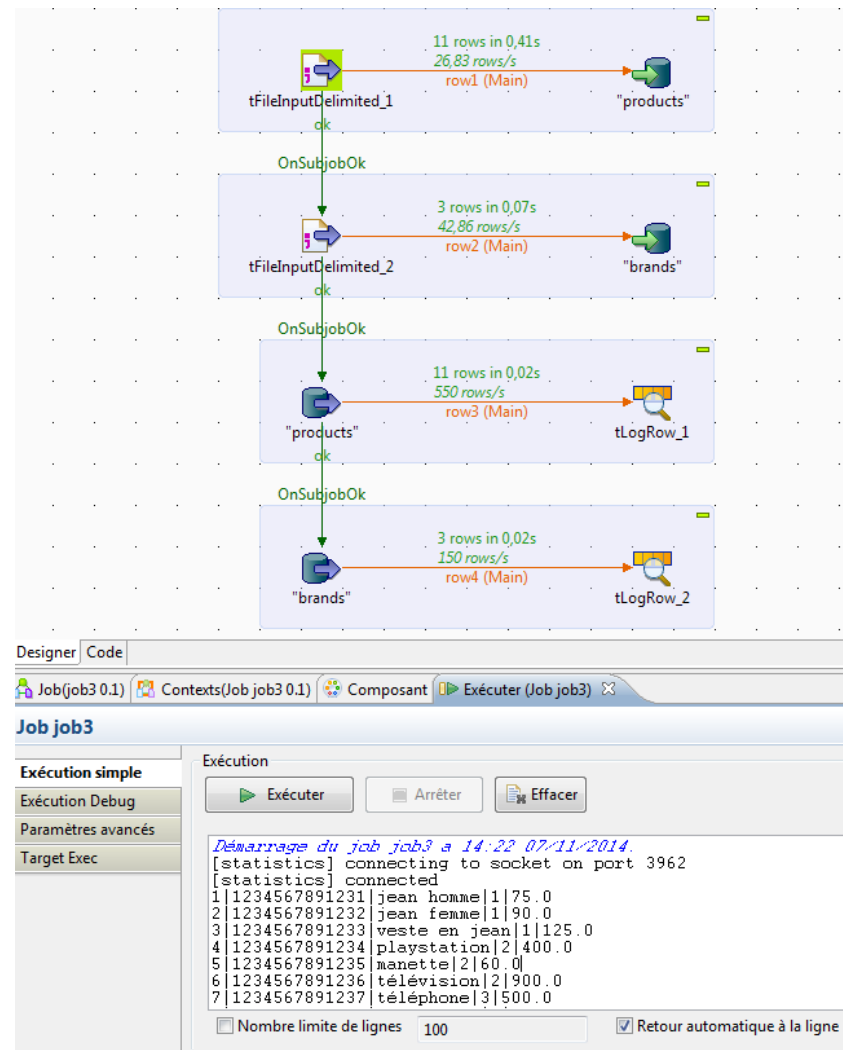 11 rows in 0,41s
26,83 rows/s
row1 (Main)
tFileInputDelimited_1
"products"
ok
OnSubjobOk
3 rows in 0,07s
42,86 rows/s
row2 (Main)
tFileInputDelimited_2
"brands"
ok
OnSubjobOk
11 rows in 0,02s
550 rows/s
row3 (Main)
"products"
tLogRow_1
ok
OnSubjobOk
3 rows in 0,02s
150 rows/s
row4 (Main)
"brands"
tLogRow_2
Designer Code
Job(job3 0.1) Contexts(Job job3 0.1) Composant Exécuter (Job job3)
Job job3
Exécution simple
Exécution Debug
Paramètres avancés
Target Exec
Exécution
Exécuter Arrêter Effacer
Démarrage du job job3 a 14:22 07/11/2014.
[statistics] connecting to socket on port 3962
[statistics] connected
1|1234567891231|jean homme|1|75.0
2|1234567891232|jean femme|1|90.0
3|1234567891233|veste en jean|1|125.0
4|1234567891234|playstation|2|400.0
5|1234567891235|manette|2|60.0
6|1234567891236|télévision|2|900.0
7|1234567891237|téléphone|3|500.0
Nombre limite de lignes 100 Retour automatique à la ligne